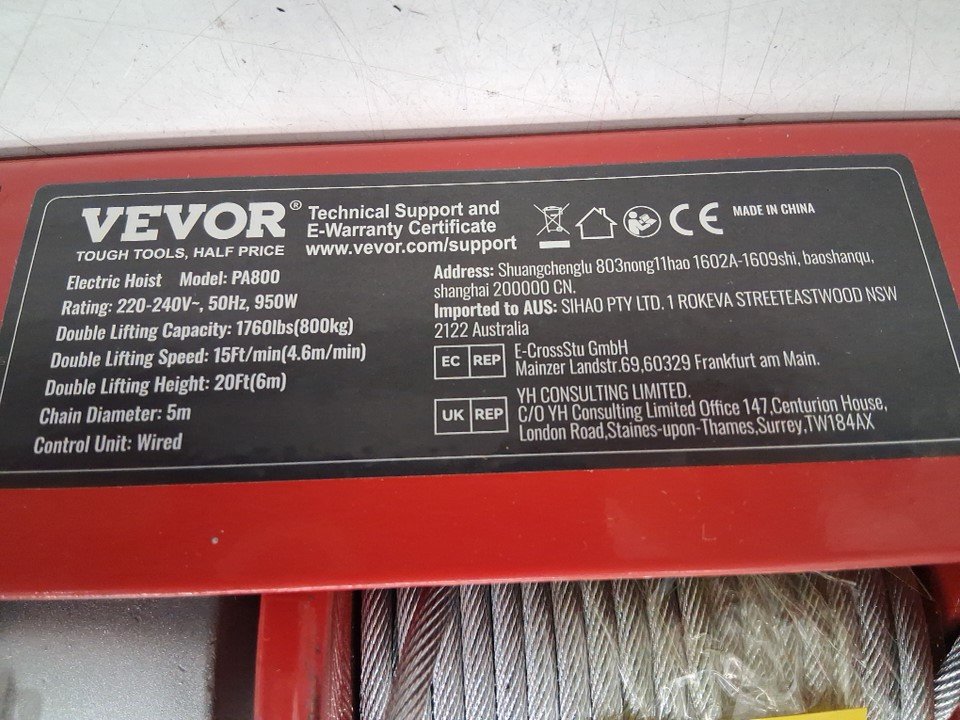 VEVOR®
TOUGH TOOLS, HALF PRICE
Technical Support and
E-Warranty Certificate
www.vevor.com/support
CE
MADE IN CHINA
Electric Hoist Model: PA800
Rating: 220-240V~, 50Hz, 950W
Double Lifting Capacity: 1760lbs(800kg)
Double Lifting Speed: 15Ft/min(4.6m/min)
Double Lifting Height: 20Ft(6m)
Chain Diameter: 5m
Control Unit: Wired
Address: Shuangchenglu 803nong11hao 1602A-1609shi, baoshanqu,
shanghai 200000 CN.
Imported to AUS: SIHAO PTY LTD. 1 ROKEVA STREETEASTWOOD NSW
2122 Australia
EC REP
E-CrossStu GmbH
Mainzer Landstr.69,60329 Frankfurt am Main.
UK REP
YH CONSULTING LIMITED.
C/O YH Consulting Limited Office 147,Centurion House,
London Road,Staines-upon-Thames,Surrey,TW184AX